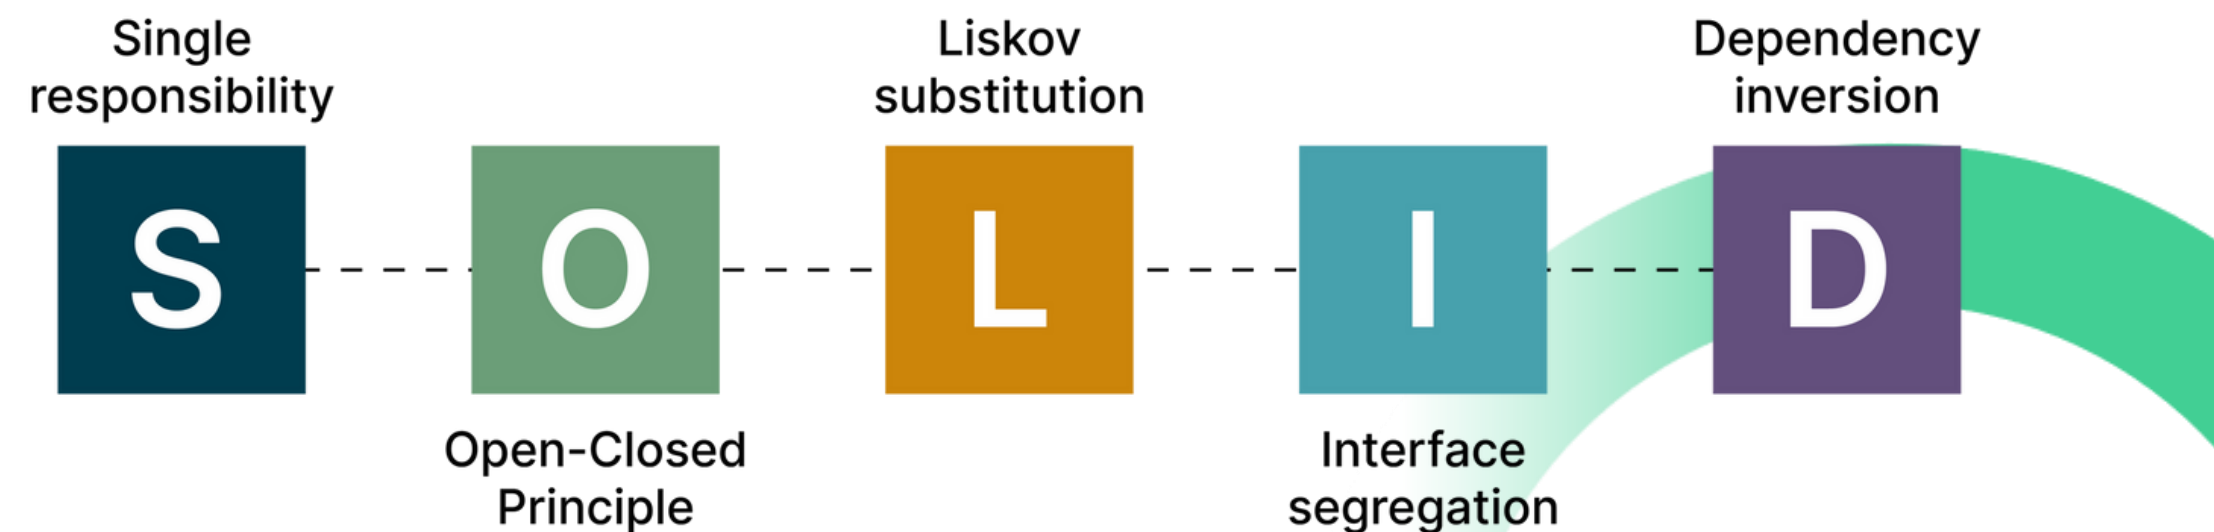 Single
responsibility
Liskov
substitution
Dependency
inversion
S
O
L
I
D
Open-Closed
Principle
Interface
segregation